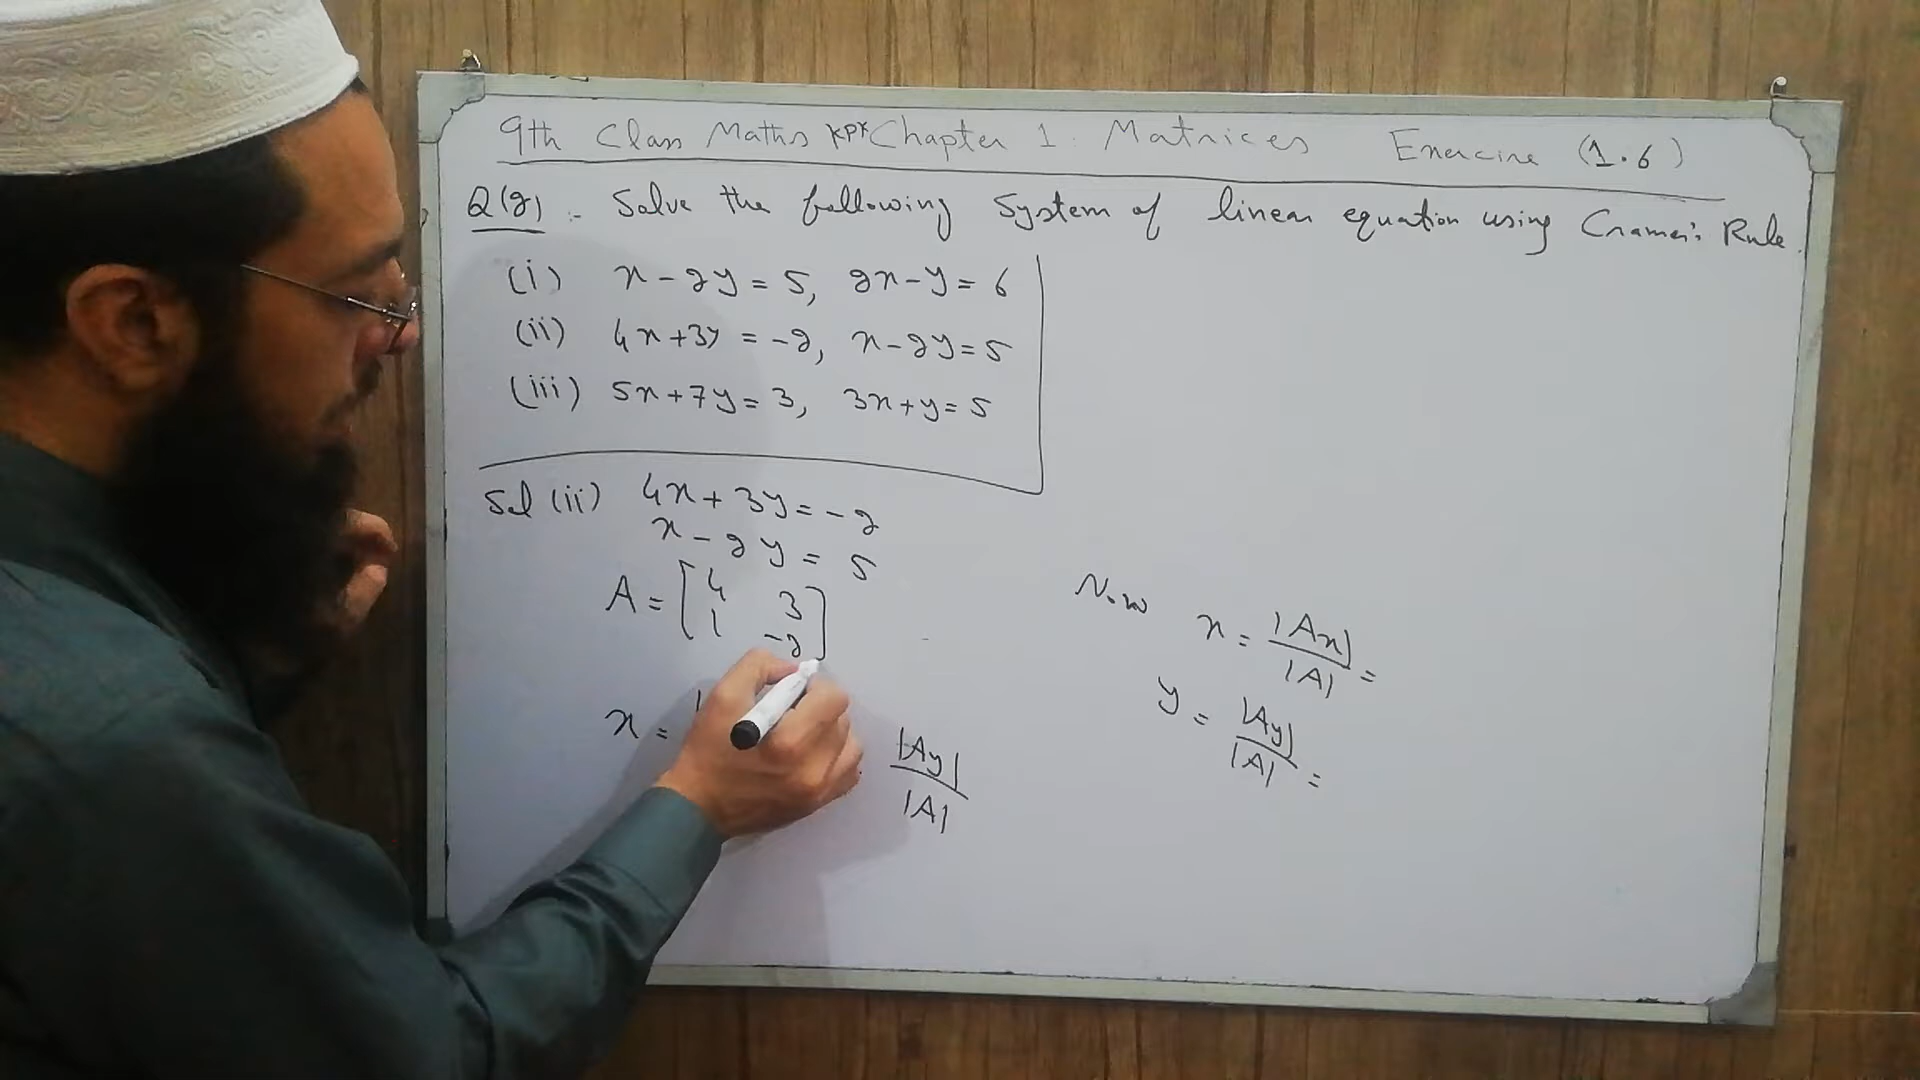 9th Class Maths KPK Chapter 1: Matrices Exercise (1.6)
Q(2) :- Solve the following System of linear equation using Cramer's Rule.
(i) x - 2y = 5, 2x - y = 6
(ii) 4x + 3y = -2, x - 2y = 5
(iii) 5x + 7y = 3, 3x + y = 5
Sol (ii) 4x + 3y = -2
x - 2y = 5
A = [4 3
1 -2]
x =
|Ay|
|A|
Now x = |Ax| / |A| =
y = |Ay| / |A| =